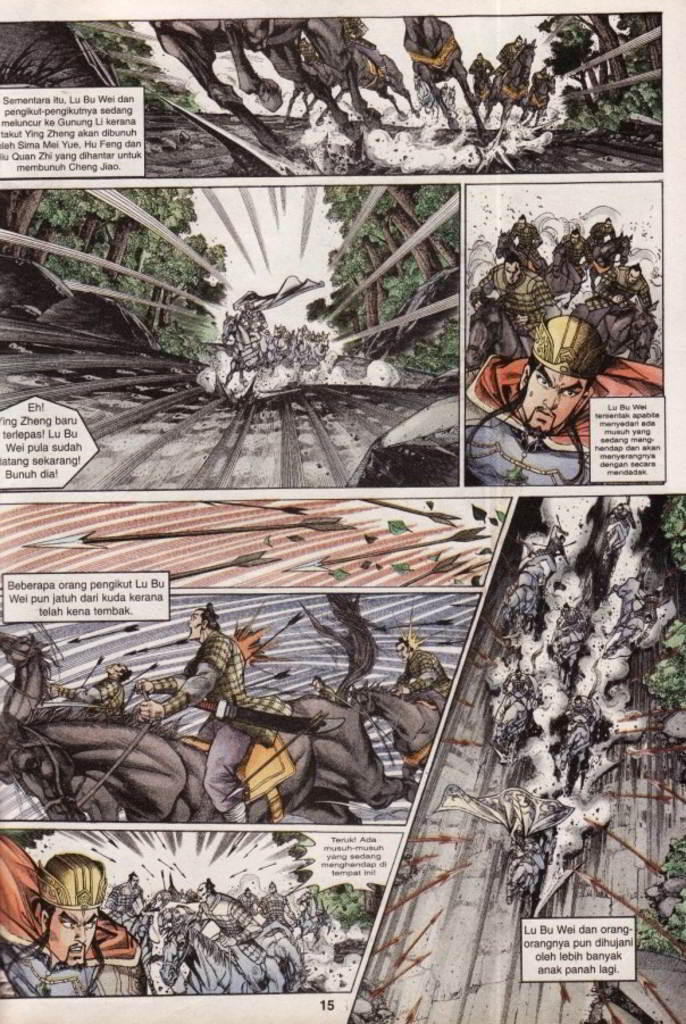 Sementara itu, Lu Bu Wei dan
pengikut-pengikutnya sedang
meluncur ke Gunung Li kerana
takut Ying Zheng akan dibunuh
oleh Sima Mei Yue, Hu Feng dan
Liu Quan Zhi yang dihantar untuk
membunuh Cheng Jiao.
Eh!
Ying Zheng baru
terlepas! Lu Bu
Wei pula sudah
datang sekarang!
Bunuh dia!
Lu Bu Wei
tersentak apabila
menyedari ada
musuh yang
sedang meng-
hendap dan akan
menyerangnya
dengan secara
mendadak.
Beberapa orang pengikut Lu Bu
Wei pun jatuh dari kuda kerana
telah kena tembak.
Teruk! Ada
musuh-musuh
yang sedang
menghendap di
tempat ini!
Lu Bu Wei dan orang-
orangnya pun dihujani
oleh lebih banyak
anak panah lagi.
15